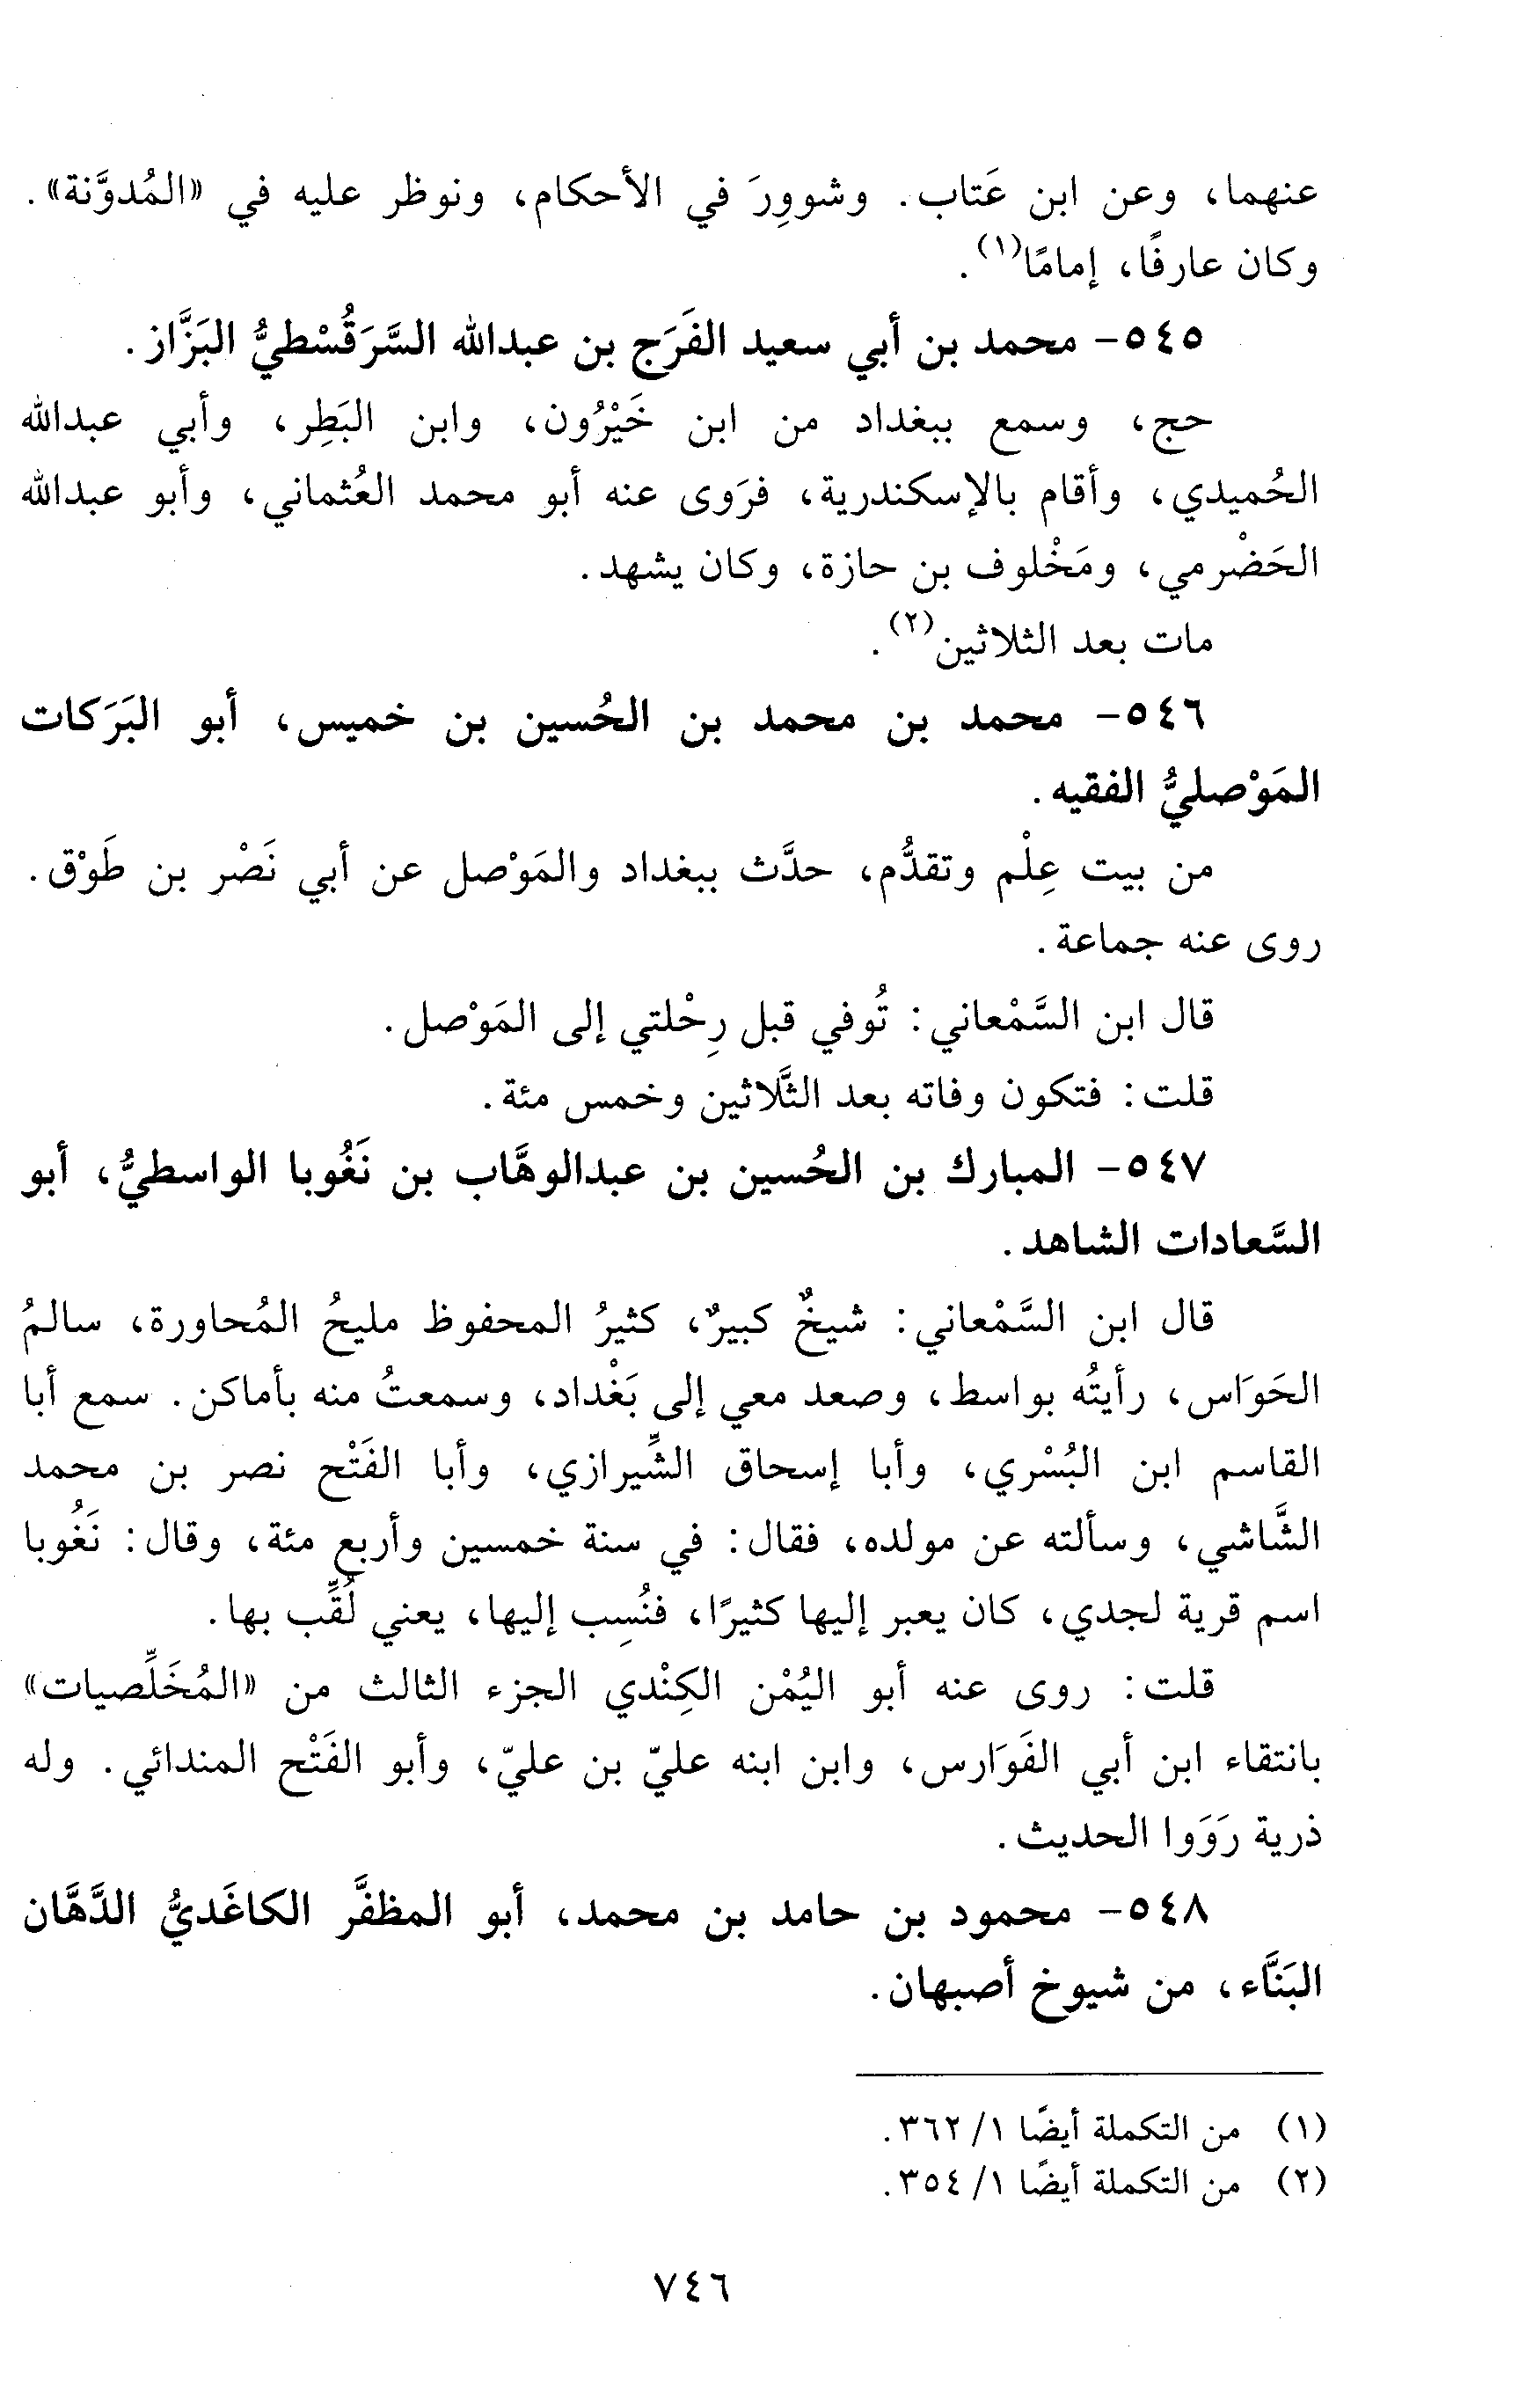 عنهما، وعن ابن عَتاب. وشووِرَ في الأحكام، ونوظر عليه في «المُدوَّنة».
وكان عارفًا، إمامًا(١).
٥٤٥- محمد بن أبي سعيد الفَرَج بن عبدالله السَّرَقُسْطيُّ البَزَّاز.
حج، وسمع ببغداد من ابن خَيْرُون، وابن البَطِر، وأبي عبدالله
الحُميدي، وأقام بالإسكندرية، فرَوى عنه أبو محمد العُثماني، وأبو عبدالله
الحَضْرمي، ومَخْلوف بن حازة، وكان يشهد.
مات بعد الثلاثين(٢).
٥٤٦- محمد بن محمد بن الحُسين بن خميس، أبو البَرَكات
المَوْصليُّ الفقيه.
من بيت عِلْم وتقدُّم، حدَّث ببغداد والمَوْصل عن أبي نَصْر بن طَوْق.
روى عنه جماعة.
قال ابن السَّمْعاني: تُوفي قبل رِحْلتي إلى المَوْصل.
قلت: فتكون وفاته بعد الثَّلاثين وخمس مئة.
٥٤٧- المبارك بن الحُسين بن عبدالوهَّاب بن نَغُوبا الواسطيُّ، أبو
السَّعادات الشاهد.
قال ابن السَّمْعاني: شيخٌ كبيرٌ، كثيرُ المحفوظ مليحُ المُحاورة، سالمُ
الحَوَاس، رأيتُه بواسط، وصعد معي إلى بَغْداد، وسمعتُ منه بأماكن. سمع أبا
القاسم ابن البُسْري، وأبا إسحاق الشِّيرازي، وأبا الفَتْح نصر بن محمد
الشَّاشي، وسألته عن مولده، فقال: في سنة خمسين وأربع مئة، وقال: نَغُوبا
اسم قرية لجدي، كان يعبر إليها كثيرًا، فنُسِب إليها، يعني لُقِّب بها.
قلت: روى عنه أبو اليُمْن الكِنْدي الجزء الثالث من «المُخَلِّصيات»
بانتقاء ابن أبي الفَوَارس، وابن ابنه عليّ بن عليّ، وأبو الفَتْح المندائي. وله
ذرية رَوَوا الحديث.
٥٤٨- محمود بن حامد بن محمد، أبو المظفَّر الكاغَديُّ الدَّهَّان
البَنَّاء، من شيوخ أصبهان.
(١) من التكملة أيضًا ١/ ٣٦٢.
(٢) من التكملة أيضًا ١/ ٣٥٤.
٧٤٦